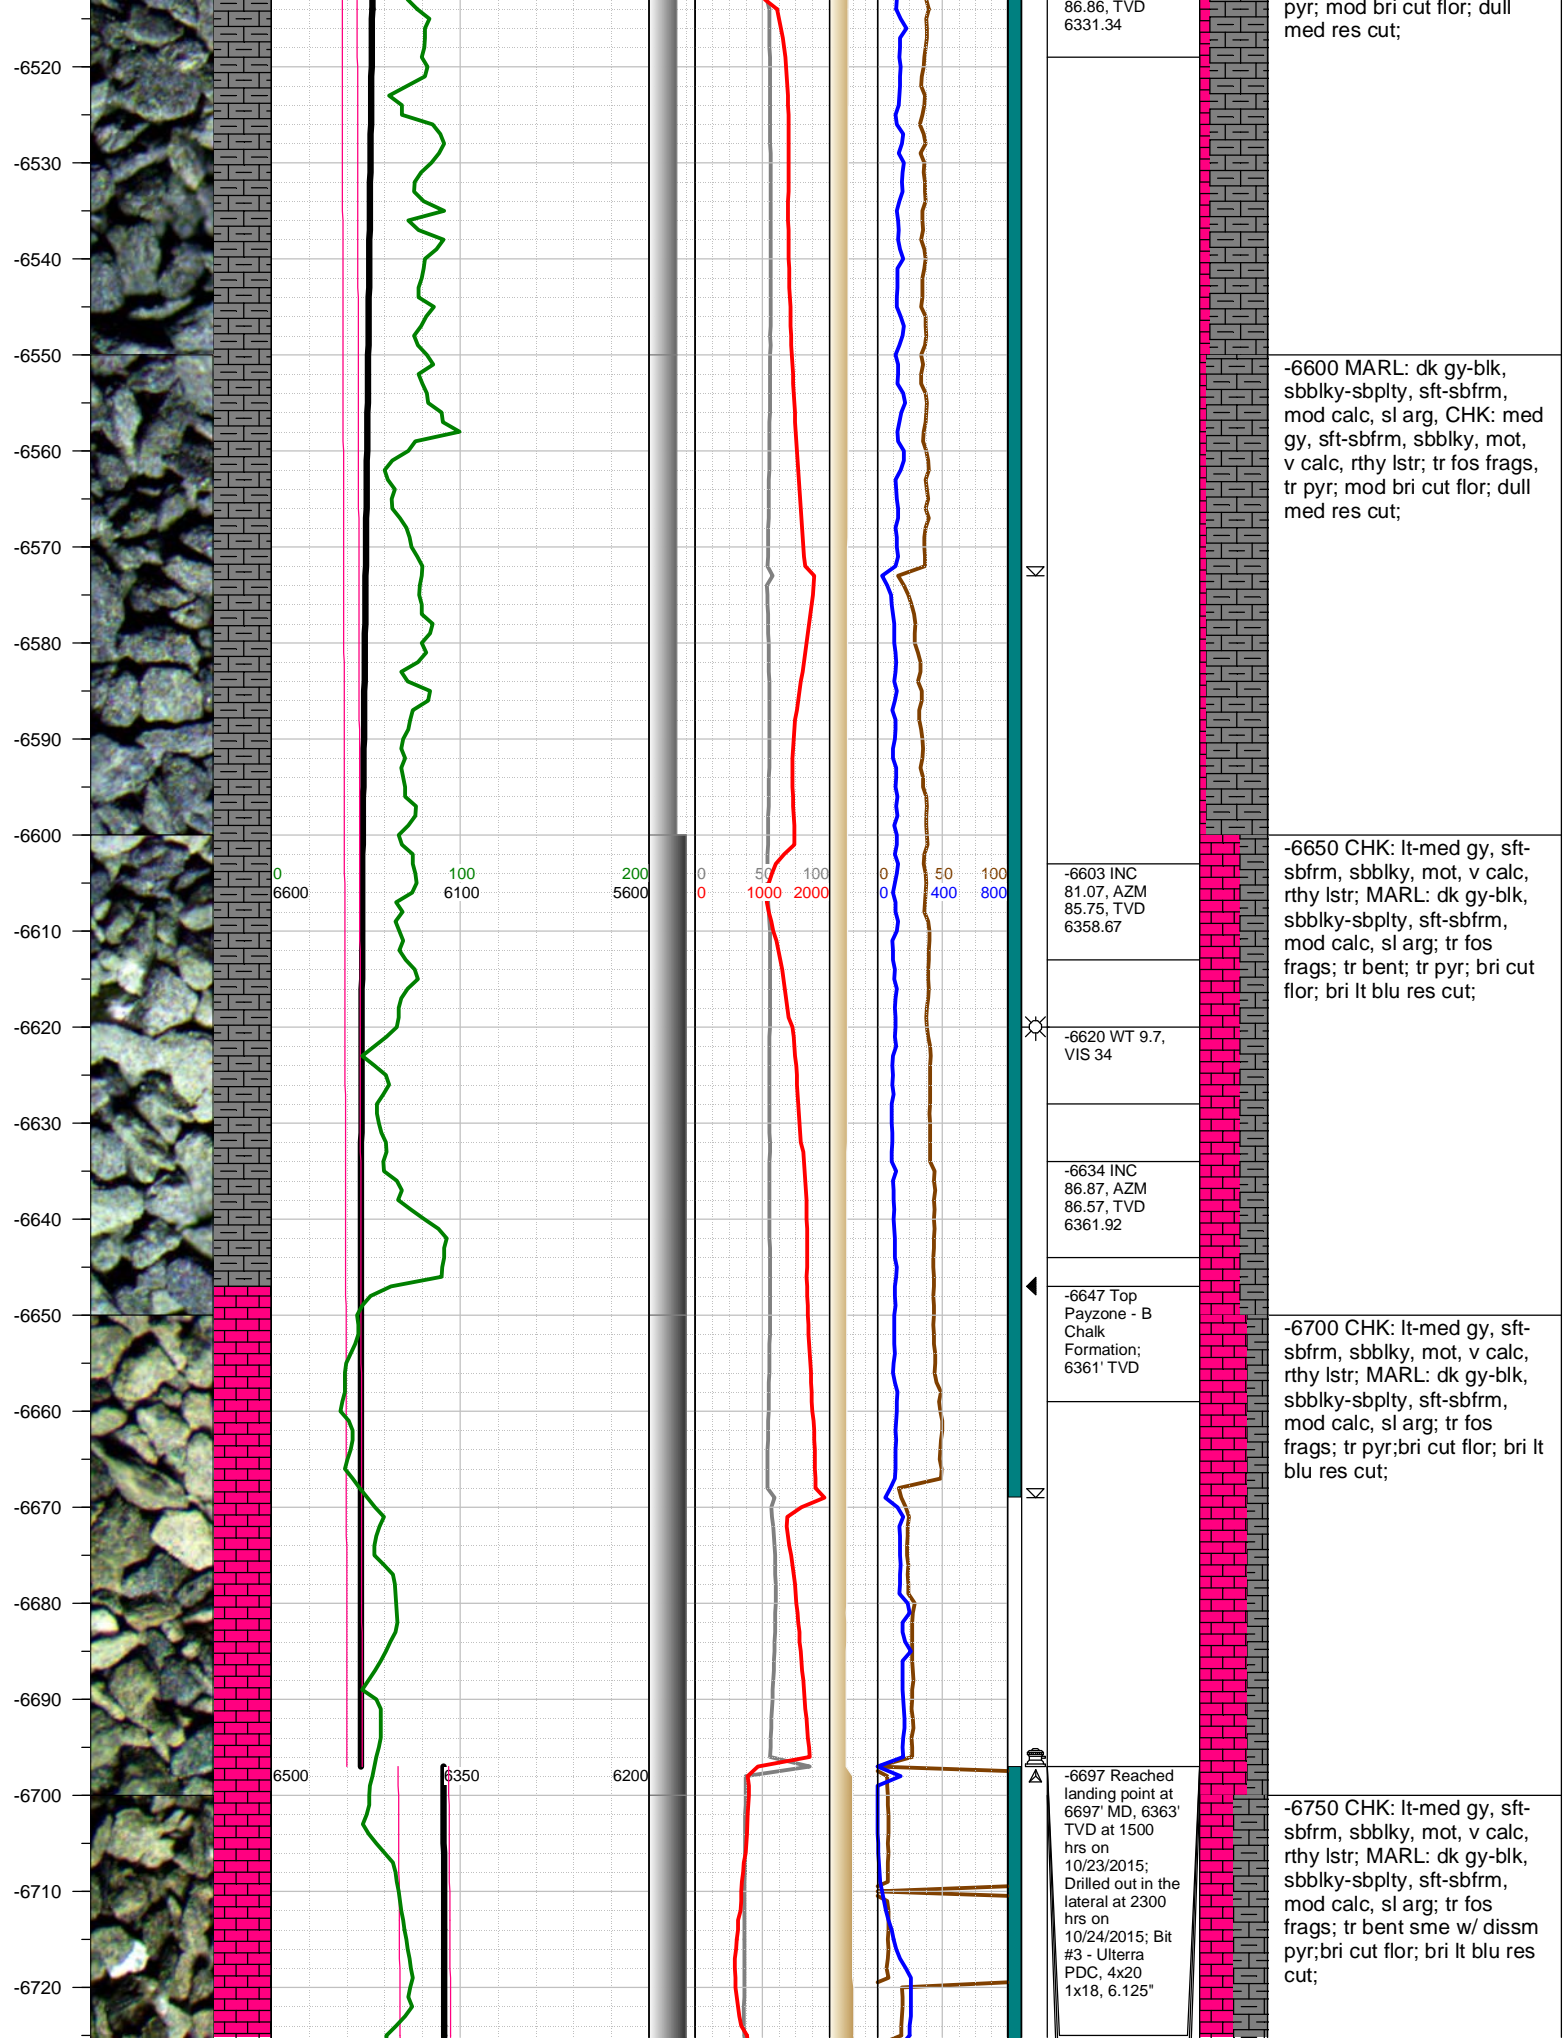 86.86, TVD
6331.34
pyr; mod bri cut flor; dull
med res cut;
-6520
-6530
-6540
-6550
-6560
-6570
-6580
-6590
-6600
-6610
-6620
-6630
-6640
-6650
-6660
-6670
-6680
-6690
-6700
-6710
-6720
0 100 200
6600 6100 5600
0 50 100
0 1000 2000
0 50 100
0 400 800
6500 6350 6200
-6603 INC
81.07, AZM
85.75, TVD
6358.67
-6620 WT 9.7,
VIS 34
-6634 INC
86.87, AZM
86.57, TVD
6361.92
-6647 Top
Payzone - B
Chalk
Formation;
6361' TVD
-6697 Reached
landing point at
6697' MD, 6363'
TVD at 1500
hrs on
10/23/2015;
Drilled out in the
lateral at 2300
hrs on
10/24/2015; Bit
#3 - Ulterra
PDC, 4x20
1x18, 6.125"
-6600 MARL: dk gy-blk,
sbblky-sbplty, sft-sbfrm,
mod calc, sl arg, CHK: med
gy, sft-sbfrm, sbblky, mot,
v calc, rthy lstr; tr fos frags,
tr pyr; mod bri cut flor; dull
med res cut;
-6650 CHK: lt-med gy, sft-
sbfrm, sbblky, mot, v calc,
rthy lstr; MARL: dk gy-blk,
sbblky-sbplty, sft-sbfrm,
mod calc, sl arg; tr fos
frags; tr bent; tr pyr; bri cut
flor; bri lt blu res cut;
-6700 CHK: lt-med gy, sft-
sbfrm, sbblky, mot, v calc,
rthy lstr; MARL: dk gy-blk,
sbblky-sbplty, sft-sbfrm,
mod calc, sl arg; tr fos
frags; tr pyr;bri cut flor; bri lt
blu res cut;
-6750 CHK: lt-med gy, sft-
sbfrm, sbblky, mot, v calc,
rthy lstr; MARL: dk gy-blk,
sbblky-sbplty, sft-sbfrm,
mod calc, sl arg; tr fos
frags; tr bent sme w/ dissm
pyr;bri cut flor; bri lt blu res
cut;